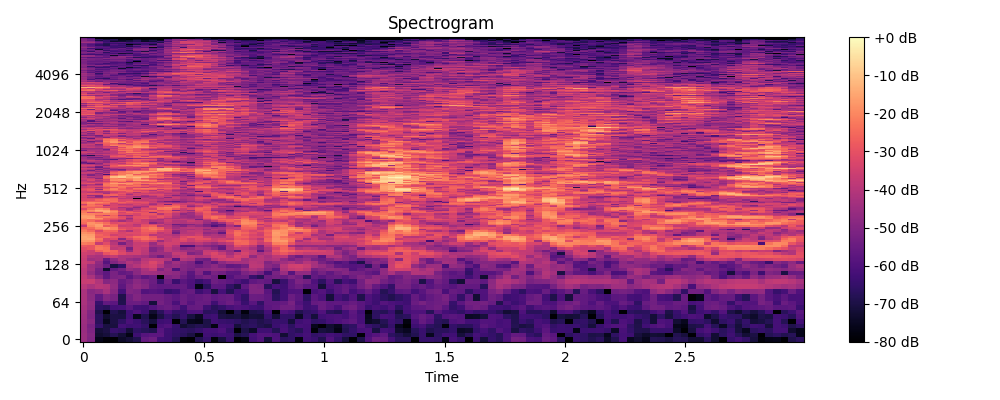 Spectrogram
Hz
4096
2048
1024
512
256
128
64
0
0
0.5
1
1.5
2
2.5
Time
+0 dB
-10 dB
-20 dB
-30 dB
-40 dB
-50 dB
-60 dB
-70 dB
-80 dB